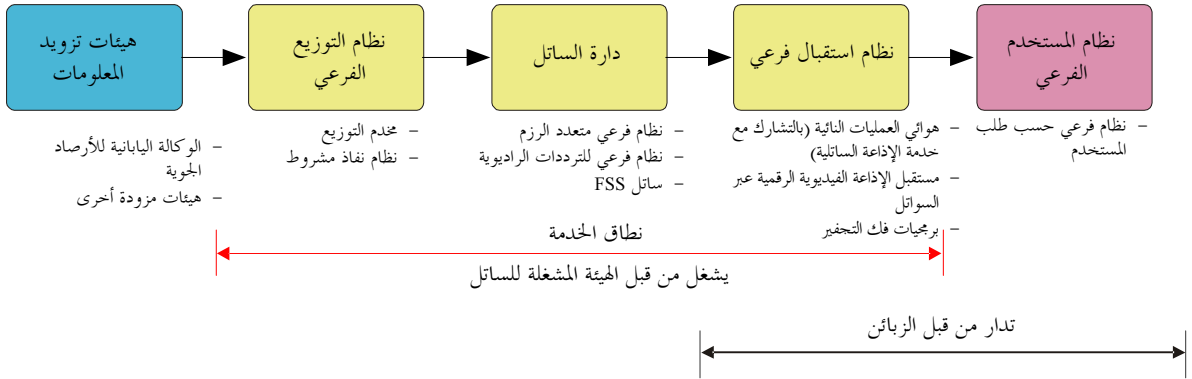 هيئات تزويد
المعلومات
نظام التوزيع
الفرعي
دارة الساتل
نظام استقبال فرعي
نظام المستخدم
الفرعي
– الوكالة اليابانية للأرصاد
الجوية
– هيئات مزودة أخرى
– مخدم التوزيع
– نظام نفاذ مشروط
– نظام فرعي متعدد الرزم
– نظام فرعي للترددات الراديوية
– ساتل FSS
– هوائي العمليات النائية (بالتشارك مع
خدمة الإذاعة الساتلية)
– مستقبل الإذاعة الفيديوية الرقمية عبر
السواتل
– برمجيات فك التجفير
– نظام فرعي حسب طلب
المستخدم
نطاق الخدمة
يشغل من قبل الهيئة المشغلة للساتل
تدار من قبل الزبائن